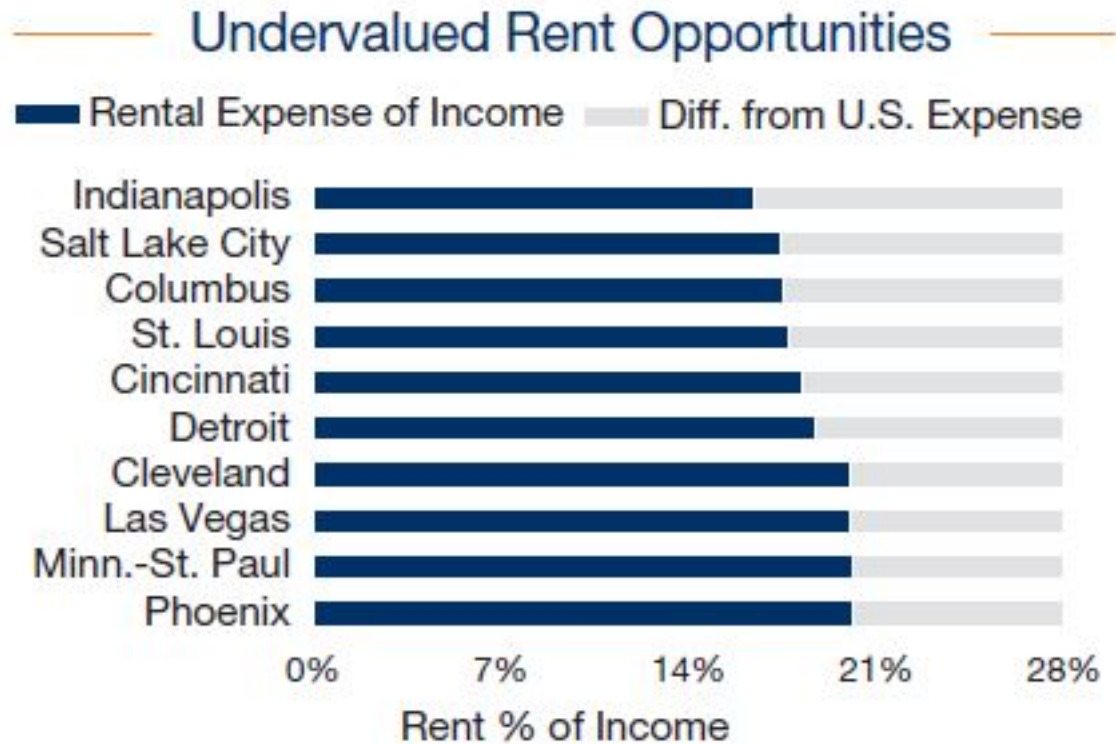 Undervalued Rent Opportunities
Rental Expense of Income Diff. from U.S. Expense
Indianapolis
Salt Lake City
Columbus
St. Louis
Cincinnati
Detroit
Cleveland
Las Vegas
Minn.-St. Paul
Phoenix
0% 7% 14% 21% 28%
Rent % of Income